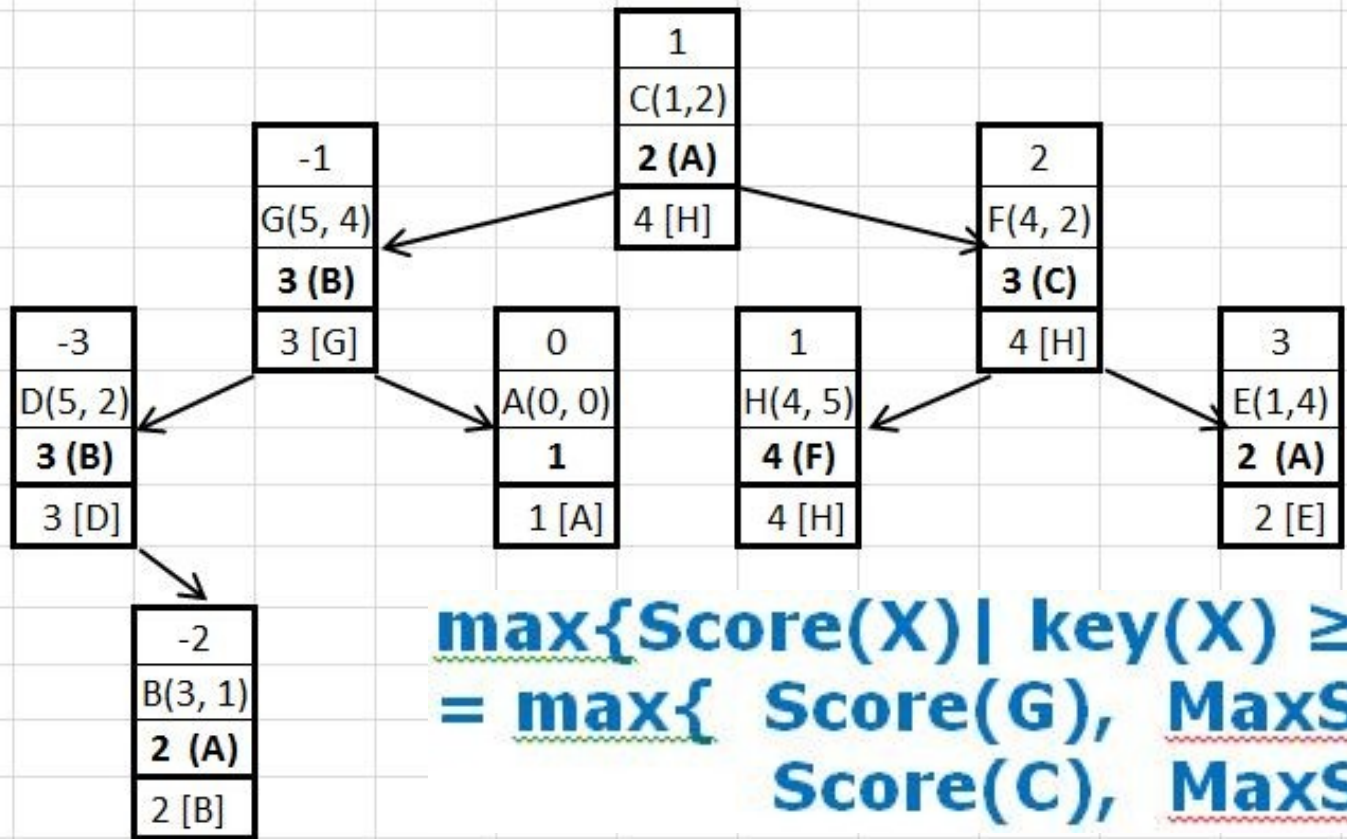 1
C(1,2)
2 (A)
4 [H]
-1
G(5, 4)
3 (B)
3 [G]
2
F(4, 2)
3 (C)
4 [H]
-3
D(5, 2)
3 (B)
3 [D]
0
A(0, 0)
1
1 [A]
1
H(4, 5)
4 (F)
4 [H]
3
E(1,4)
2 (A)
2 [E]
-2
B(3, 1)
2 (A)
2 [B]
max{Score(X)| key(X) ≥
= max{ Score(G), MaxS
Score(C), MaxS